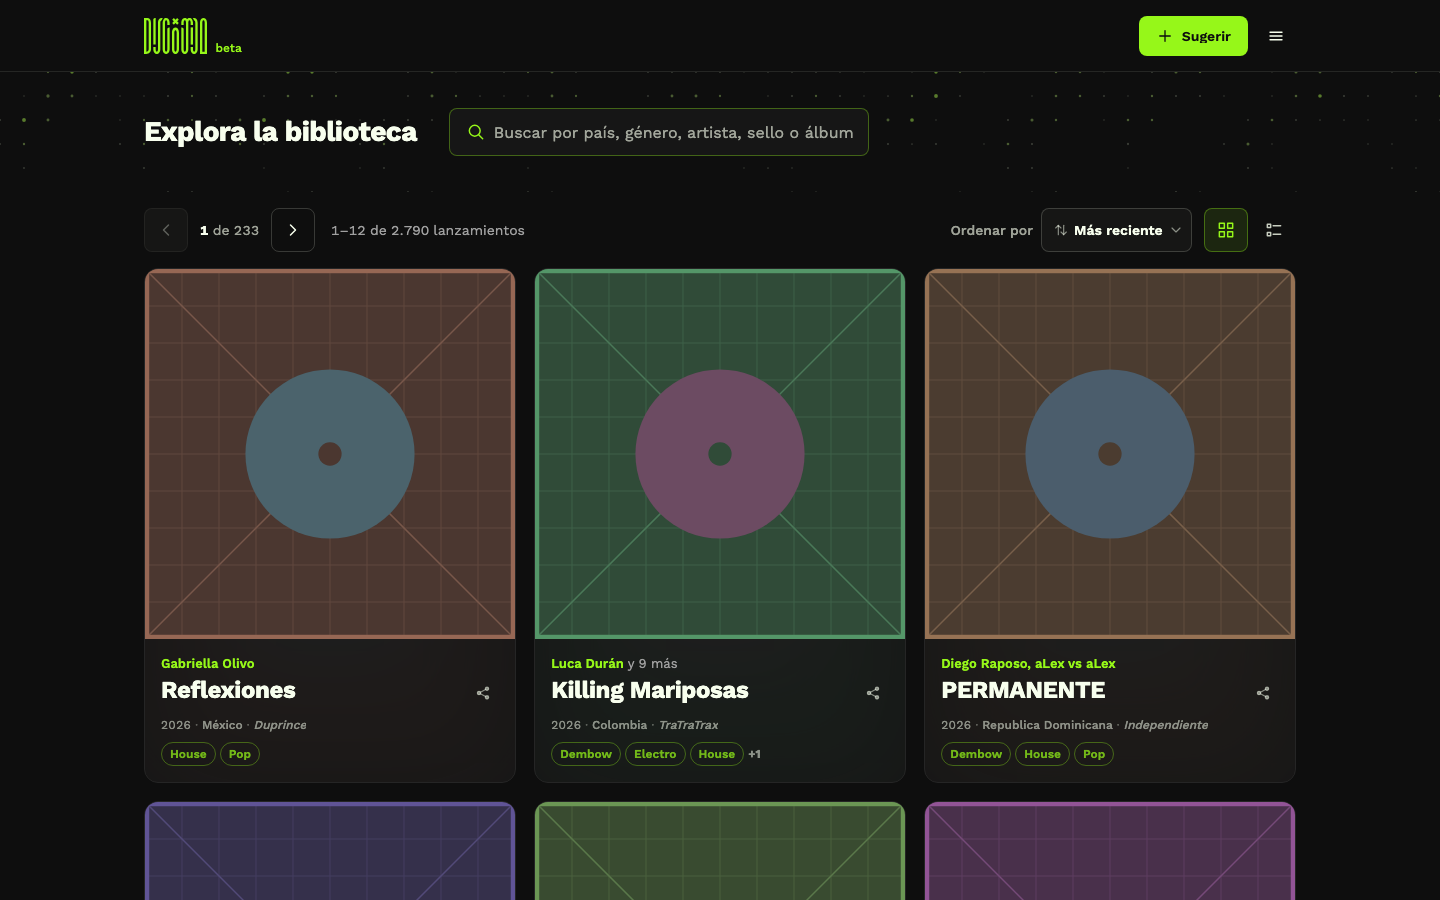 beta
Sugerir
Explora la biblioteca
Buscar por país, género, artista, sello o álbum
1 de 233
1–12 de 2.790 lanzamientos
Ordenar por
Más reciente
Gabriella Olivo
Reflexiones
2026 · México · Duprince
House
Pop
Luca Durán y 9 más
Killing Mariposas
2026 · Colombia · TraTraTrax
Dembow
Electro
House
+1
Diego Raposo, aLex vs aLex
PERMANENTE
2026 · Republica Dominicana · Independiente
Dembow
House
Pop